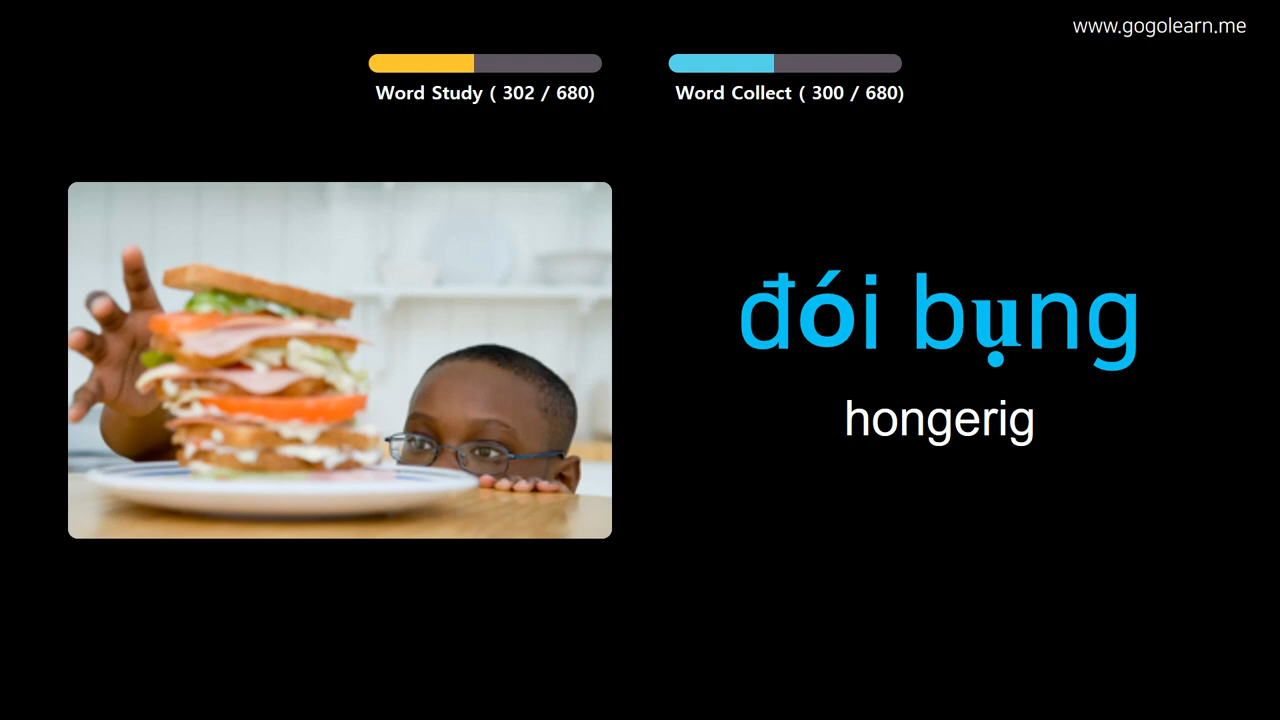 www.gogolearn.me
Word Study ( 302 / 680)
Word Collect ( 300 / 680)
đói bụng
hongerig